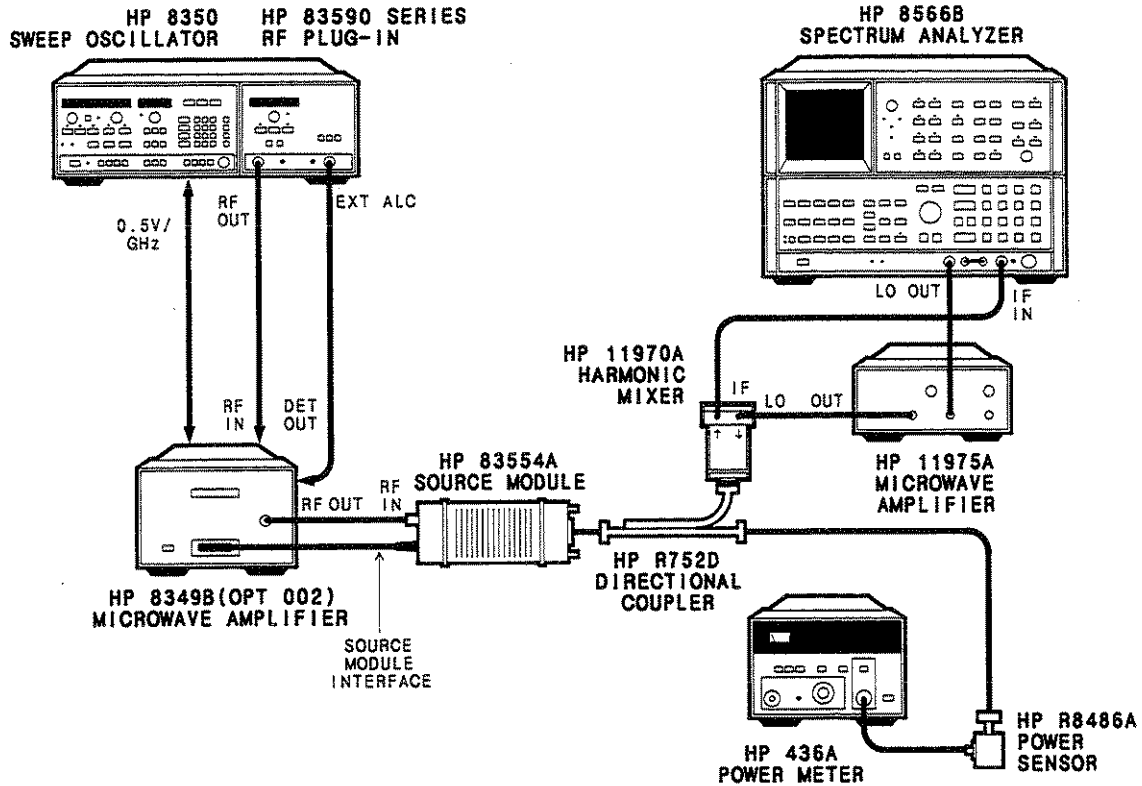 HP 8350
SWEEP OSCILLATOR
HP 83590 SERIES
RF PLUG-IN
HP 8566B
SPECTRUM ANALYZER
0.5V/
GHz
RF
OUT
EXT ALC
LO OUT
IF
IN
HP 11970A
HARMONIC
MIXER
IF
LO OUT
RF
IN
DET
OUT
HP 11975A
MICROWAVE
AMPLIFIER
HP 83554A
SOURCE MODULE
RF OUT
RF
IN
HP R752D
DIRECTIONAL
COUPLER
HP 8349B(OPT 002)
MICROWAVE AMPLIFIER
SOURCE
MODULE
INTERFACE
HP R8486A
POWER
SENSOR
HP 436A
POWER METER